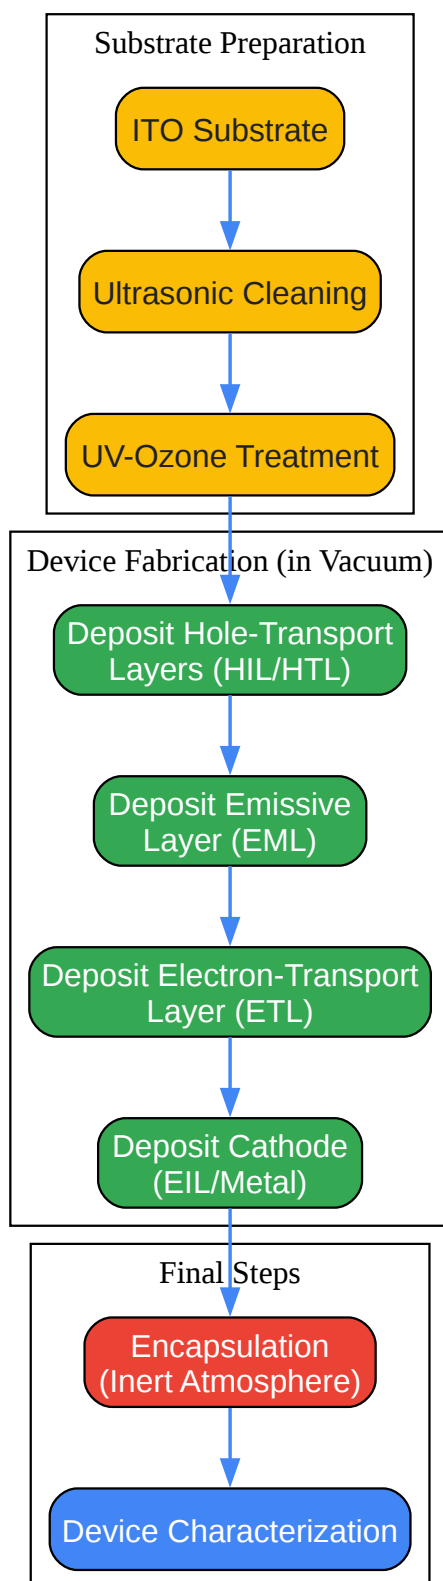 Substrate Preparation
ITO Substrate
Ultrasonic Cleaning
UV-Ozone Treatment
Device Fabrication (in Vacuum)
Deposit Hole-Transport
Layers (HIL/HTL)
Deposit Emissive
Layer (EML)
Deposit Electron-Transport
Layer (ETL)
Deposit Cathode
(EIL/Metal)
Final Steps
Encapsulation
(Inert Atmosphere)
Device Characterization